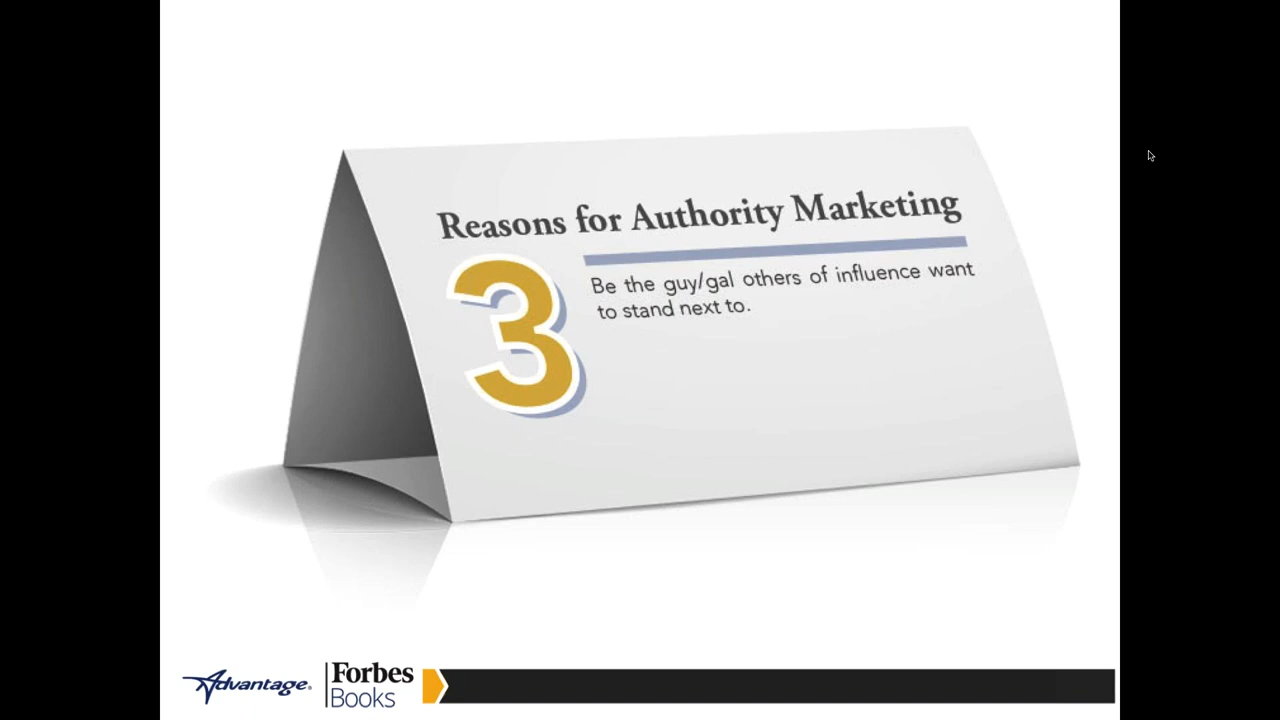 Reasons for Authority Marketing
3
Be the guy/gal others of influence want
to stand next to.
Advantage®
Forbes
Books